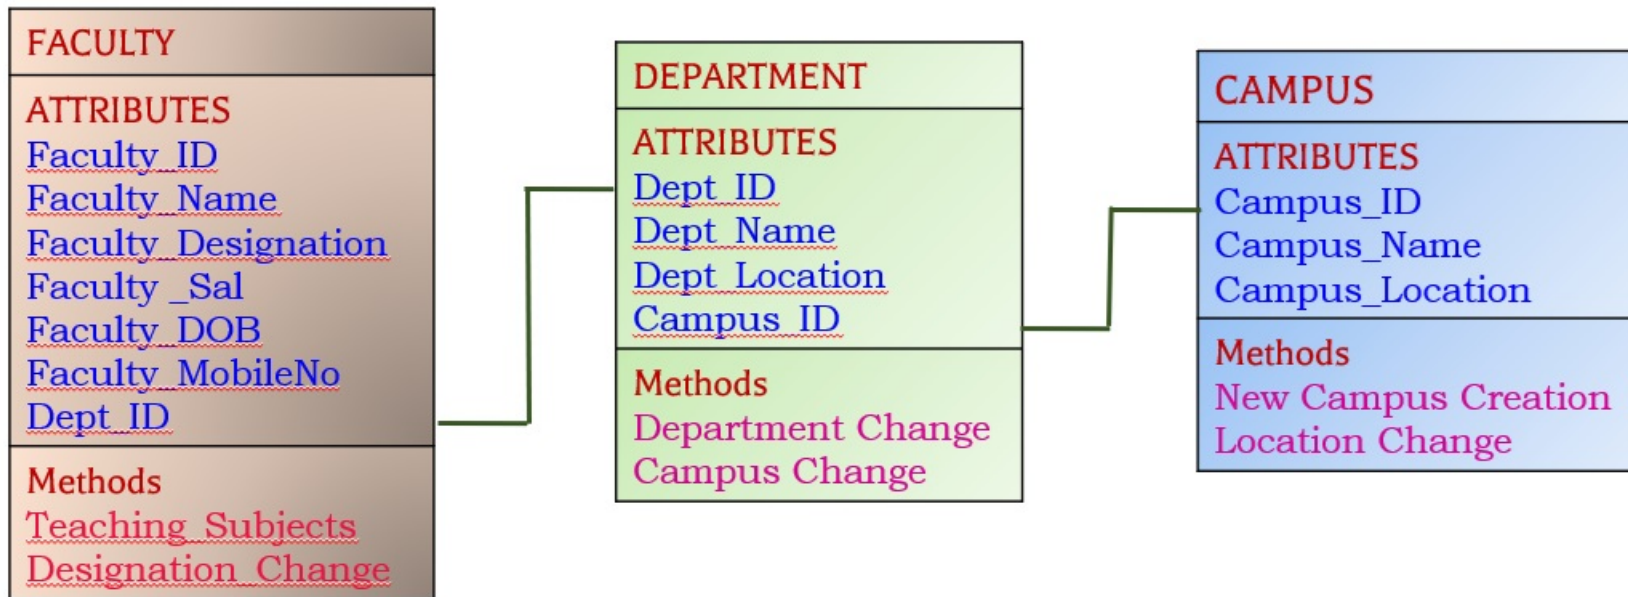 FACULTY
ATTRIBUTES
Faculty_ID
Faculty_Name
Faculty_Designation
Faculty _Sal
Faculty_DOB
Faculty_MobileNo
Dept_ID
Methods
Teaching_Subjects
Designation_Change
DEPARTMENT
ATTRIBUTES
Dept_ID
Dept_Name
Dept_Location
Campus_ID
Methods
Department Change
Campus Change
CAMPUS
ATTRIBUTES
Campus_ID
Campus_Name
Campus_Location
Methods
New Campus Creation
Location Change